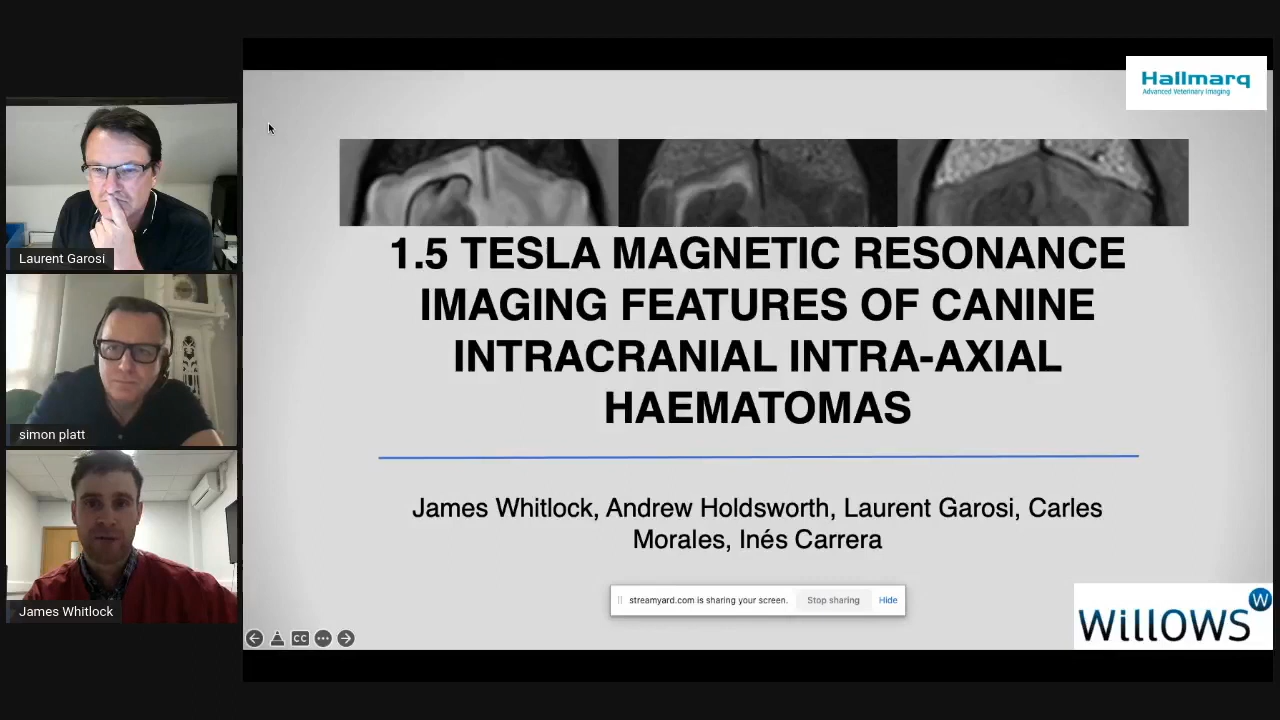 Hallmarq
Advanced Veterinary Imaging
Laurent Garosi
simon platt
James Whitlock
1.5 TESLA MAGNETIC RESONANCE
IMAGING FEATURES OF CANINE
INTRACRANIAL INTRA-AXIAL
HAEMATOMAS
James Whitlock, Andrew Holdsworth, Laurent Garosi, Carles
Morales, Inés Carrera
streamyard.com is sharing your screen. Stop sharing Hide
CC
Willows W